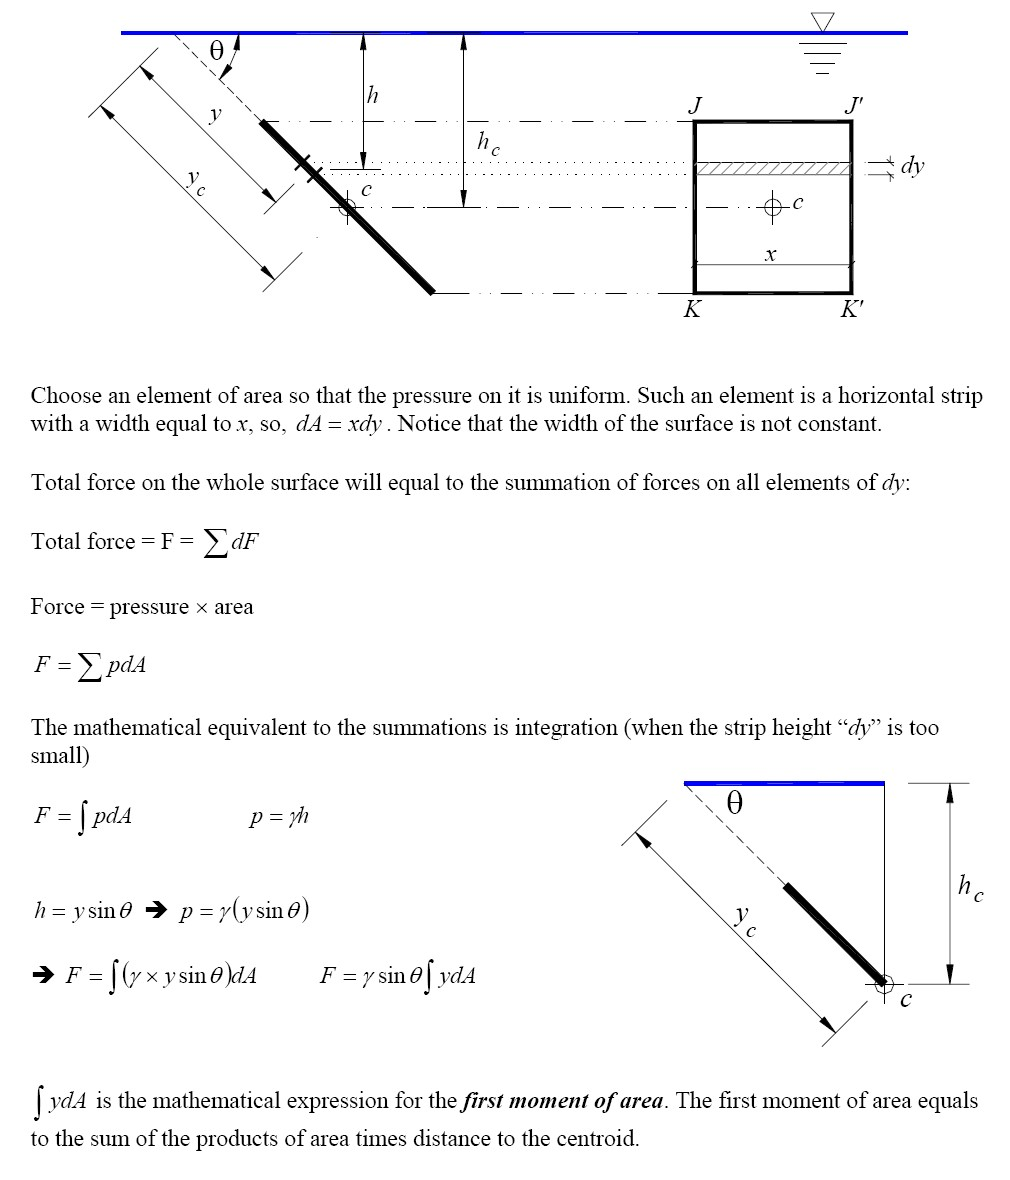 θ
h
y
h c
y c
c
J
J'
dy
c
x
K
K'
Choose an element of area so that the pressure on it is uniform. Such an element is a horizontal strip
with a width equal to x, so, dA = xdy . Notice that the width of the surface is not constant.
Total force on the whole surface will equal to the summation of forces on all elements of dy:
Total force = F = ∑ dF
Force = pressure × area
F = ∑ pdA
The mathematical equivalent to the summations is integration (when the strip height “dy” is too
small)
F = ∫ pdA p = γh
h = y sin θ ➔ p = γ(y sin θ)
➔ F = ∫(γ × y sin θ)dA F = γ sin θ∫ ydA
θ
h c
y c
c
∫ ydA is the mathematical expression for the first moment of area. The first moment of area equals
to the sum of the products of area times distance to the centroid.